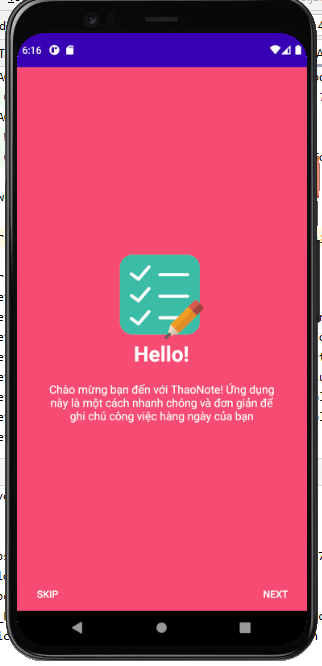 6:16
Hello!
Chào mừng bạn đến với ThaoNote! Ứng dụng
này là một cách nhanh chóng và đơn giản để
ghi chú công việc hàng ngày của bạn
SKIP
NEXT